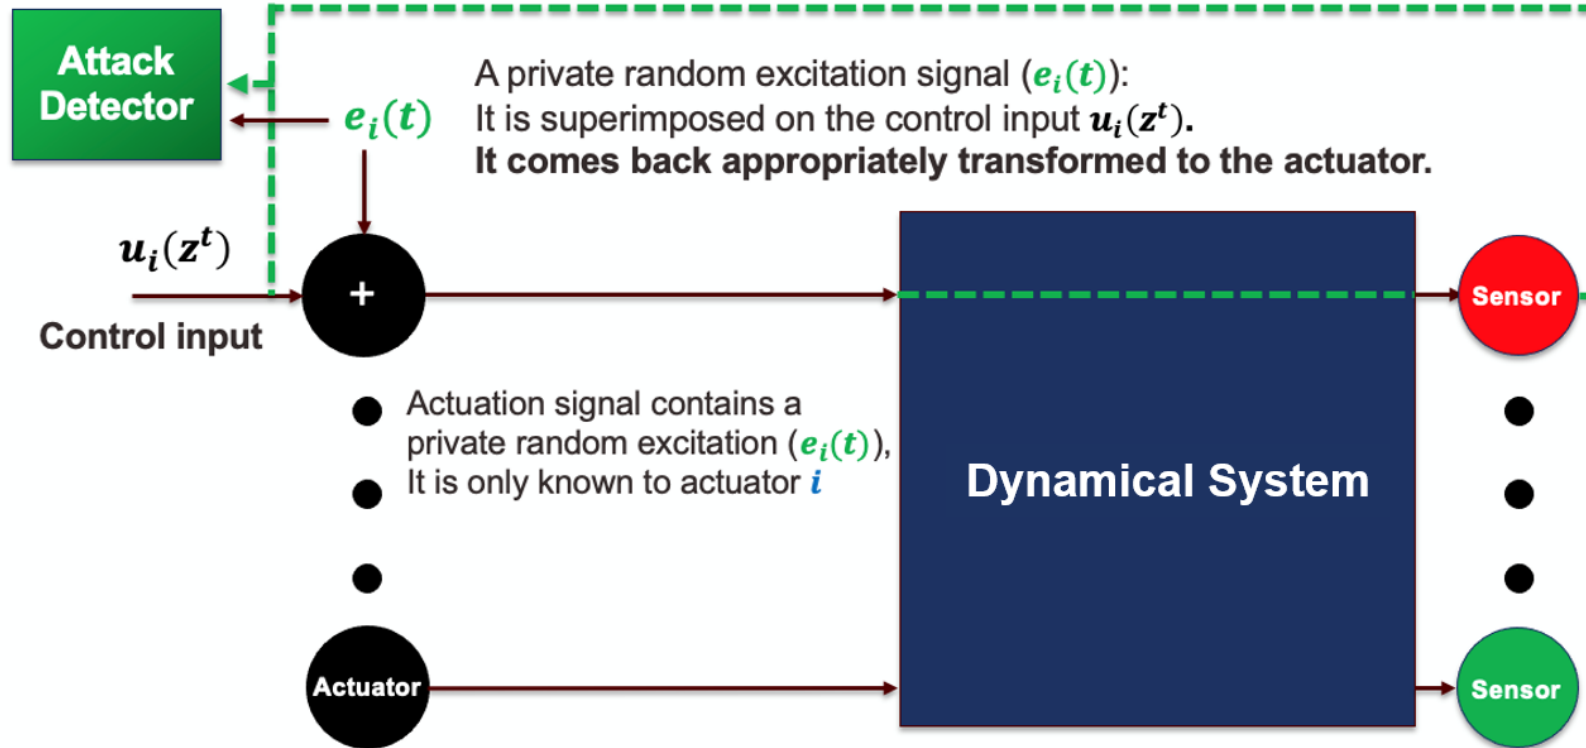 Attack
Detector
e_i(t)
A private random excitation signal (e_i(t)):
It is superimposed on the control input u_i(z^t).
It comes back appropriately transformed to the actuator.
u_i(z^t)
+
Control input
Sensor
Actuation signal contains a
private random excitation (e_i(t)),
It is only known to actuator i
Dynamical System
Actuator
Sensor